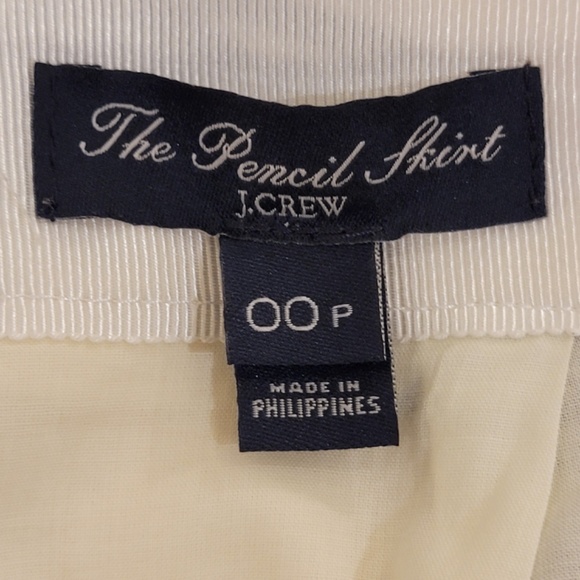 The Pencil Skirt
J.CREW
00 P
MADE IN
PHILIPPINES